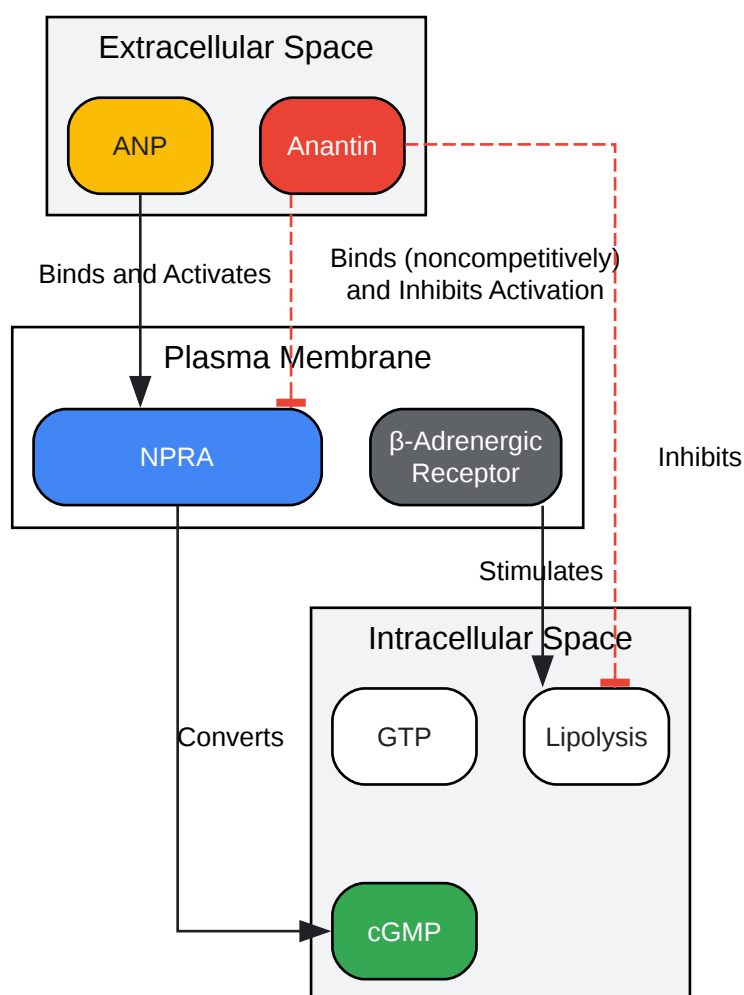 Extracellular Space
ANP
Anantin
Binds and Activates
Binds (noncompetitively)
and Inhibits Activation
Plasma Membrane
NPRA
β-Adrenergic
Receptor
Inhibits
Stimulates
Intracellular Space
Converts
GTP
Lipolysis
cGMP